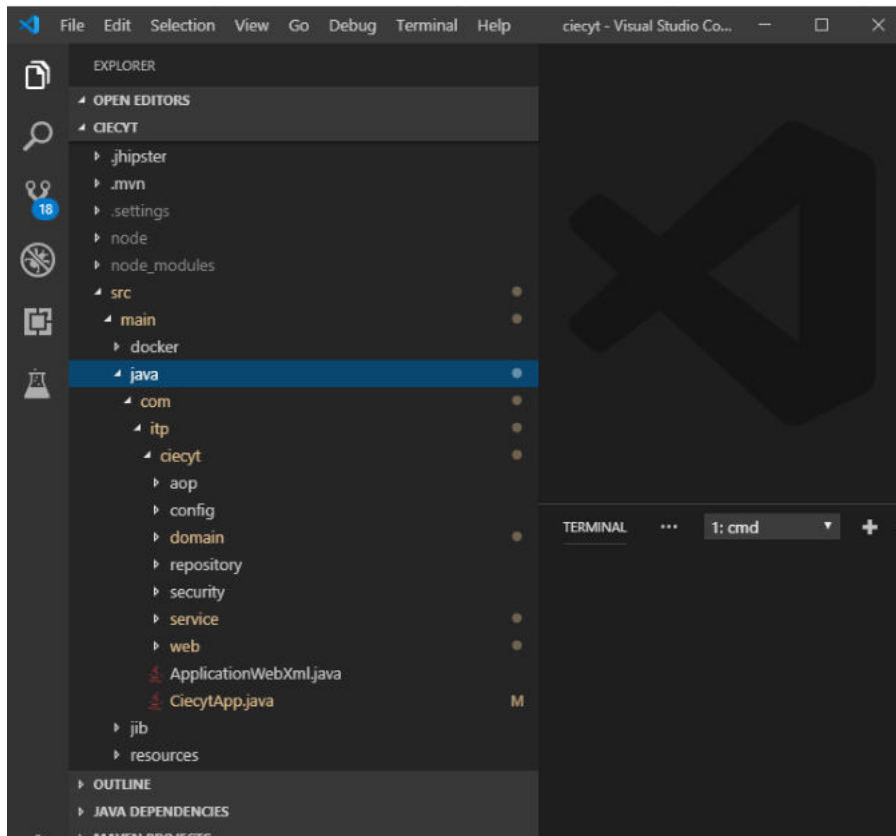 File Edit Selection View Go Debug Terminal Help ciecyt - Visual Studio Co...
EXPLORER
OPEN EDITORS
CIECYT
.jhipster
.mvn
18
.settings
node
node_modules
src
main
docker
java
com
itp
ciecyt
aop
config
domain
TERMINAL ... 1: cmd
repository
security
service
web
ApplicationWebXml.java
CiecytApp.java M
jib
resources
OUTLINE
JAVA DEPENDENCIES
MAVEN PROJECTS